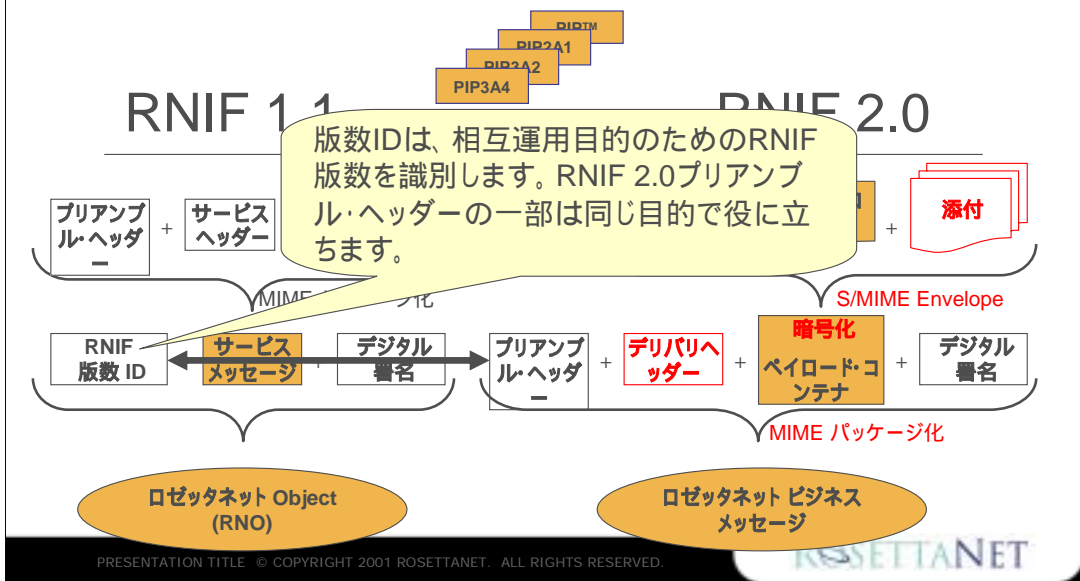 PIP™
PIP2A1
PIP3A2
PIP3A4
RNIF 1.1
RNIF 2.0
版数IDは、相互運用目的のためのRNIF
版数を識別します。RNIF 2.0プリアンブ
ル・ヘッダーの一部は同じ目的で役に立
ちます。
プリアンブ
ル・ヘッダ
ー
+
サービス
ヘッダー
+
添付
MIME
化
S/MIME Envelope
RNIF
版数 ID
サービス
メッセージ
+
デジタル
署名
プリアンブ
ル・ヘッダ
ー
+
デリバリヘ
ッダー
+
暗号化
ペイロード・コ
ンテナ
+
デジタル
署名
MIME パッケージ化
ロゼッタネット Object
(RNO)
ロゼッタネット ビジネス
メッセージ
PRESENTATION TITLE © COPYRIGHT 2001 ROSETTANET. ALL RIGHTS RESERVED.
ROSETTANET